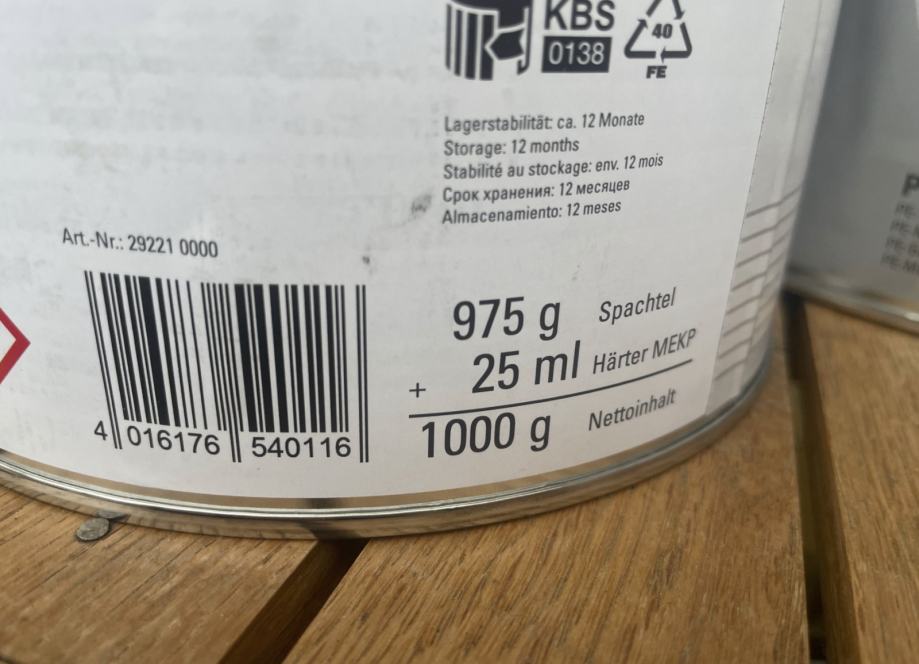 KBS
0138
40
FE
Lagerstabilität: ca. 12 Monate
Storage: 12 months
Stabilité au stockage: env. 12 mois
Срок хранения: 12 месяцев
Almacenamiento: 12 meses
Art.-Nr.: 29221 0000
4 016176 540116
975 g Spachtel
+ 25 ml Härter MEKP
1000 g Nettoinhalt